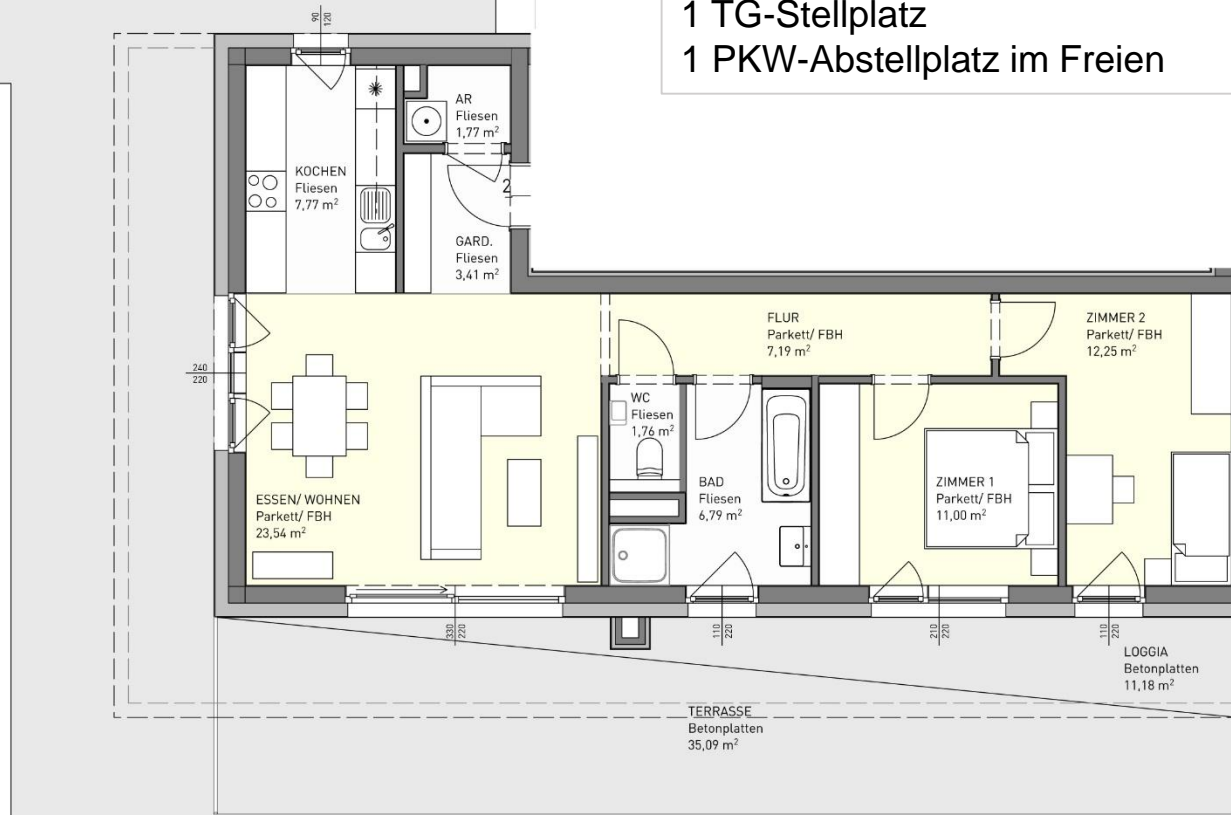 1 TG-Stellplatz
1 PKW-Abstellplatz im Freien
90
120
AR
Fliesen
1,77 m²
KOCHEN
Fliesen
7,77 m²
2
GARD.
Fliesen
3,41 m²
FLUR
Parkett/ FBH
7,19 m²
ZIMMER 2
Parkett/ FBH
12,25 m²
240
220
WC
Fliesen
1,76 m²
BAD
Fliesen
6,79 m²
ZIMMER 1
Parkett/ FBH
11,00 m²
ESSEN/ WOHNEN
Parkett/ FBH
23,54 m²
330
220
110
220
210
220
110
220
LOGGIA
Betonplatten
11,18 m²
TERRASSE
Betonplatten
35,09 m²